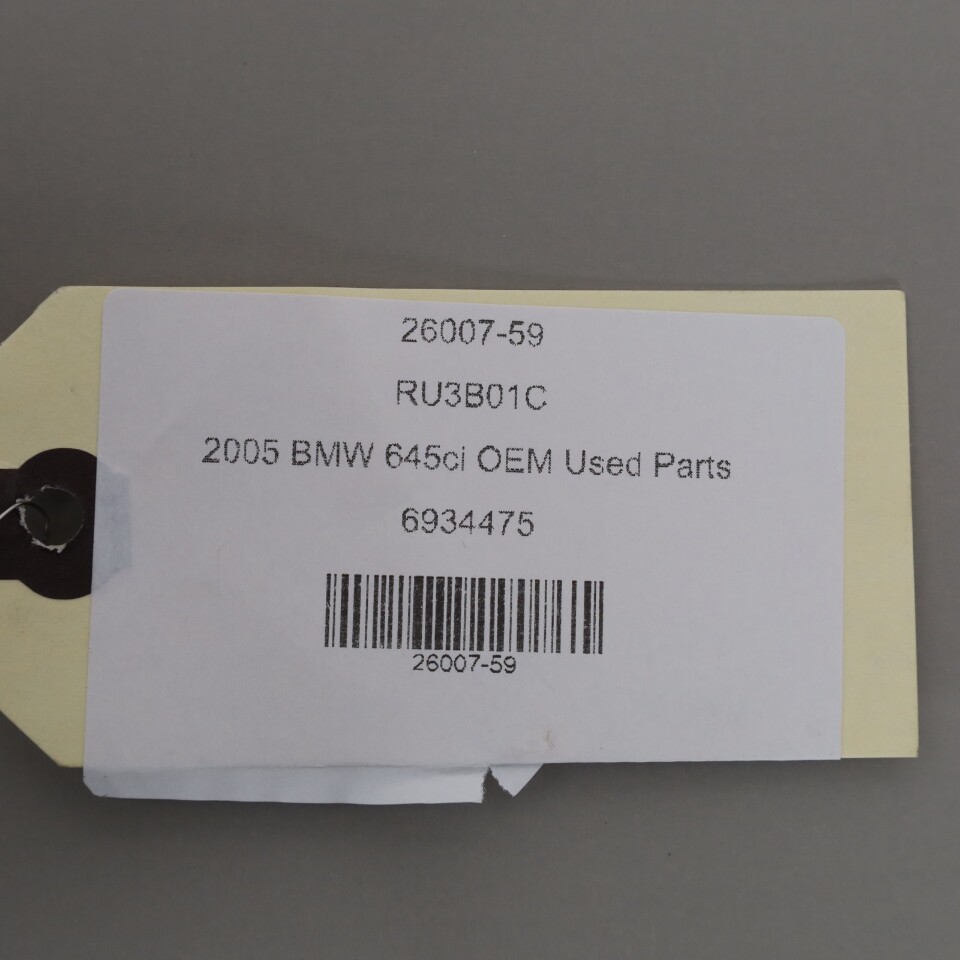 26007-59
RU3B01C
2005 BMW 645ci OEM Used Parts
6934475
26007-59